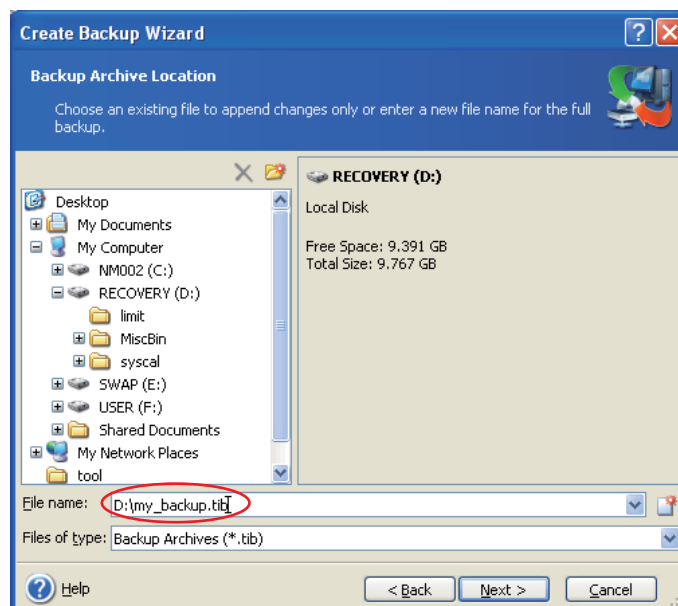 Create Backup Wizard
Backup Archive Location
Choose an existing file to append changes only or enter a new file name for the full
backup.
Desktop
My Documents
My Computer
NM002 (C:)
RECOVERY (D:)
limit
MiscBin
syscal
SWAP (E:)
USER (F:)
Shared Documents
My Network Places
tool
RECOVERY (D:)
Local Disk
Free Space: 9.391 GB
Total Size: 9.767 GB
File name: D:\my_backup.tib
Files of type: Backup Archives (*.tib)
Help
< Back
Next >
Cancel